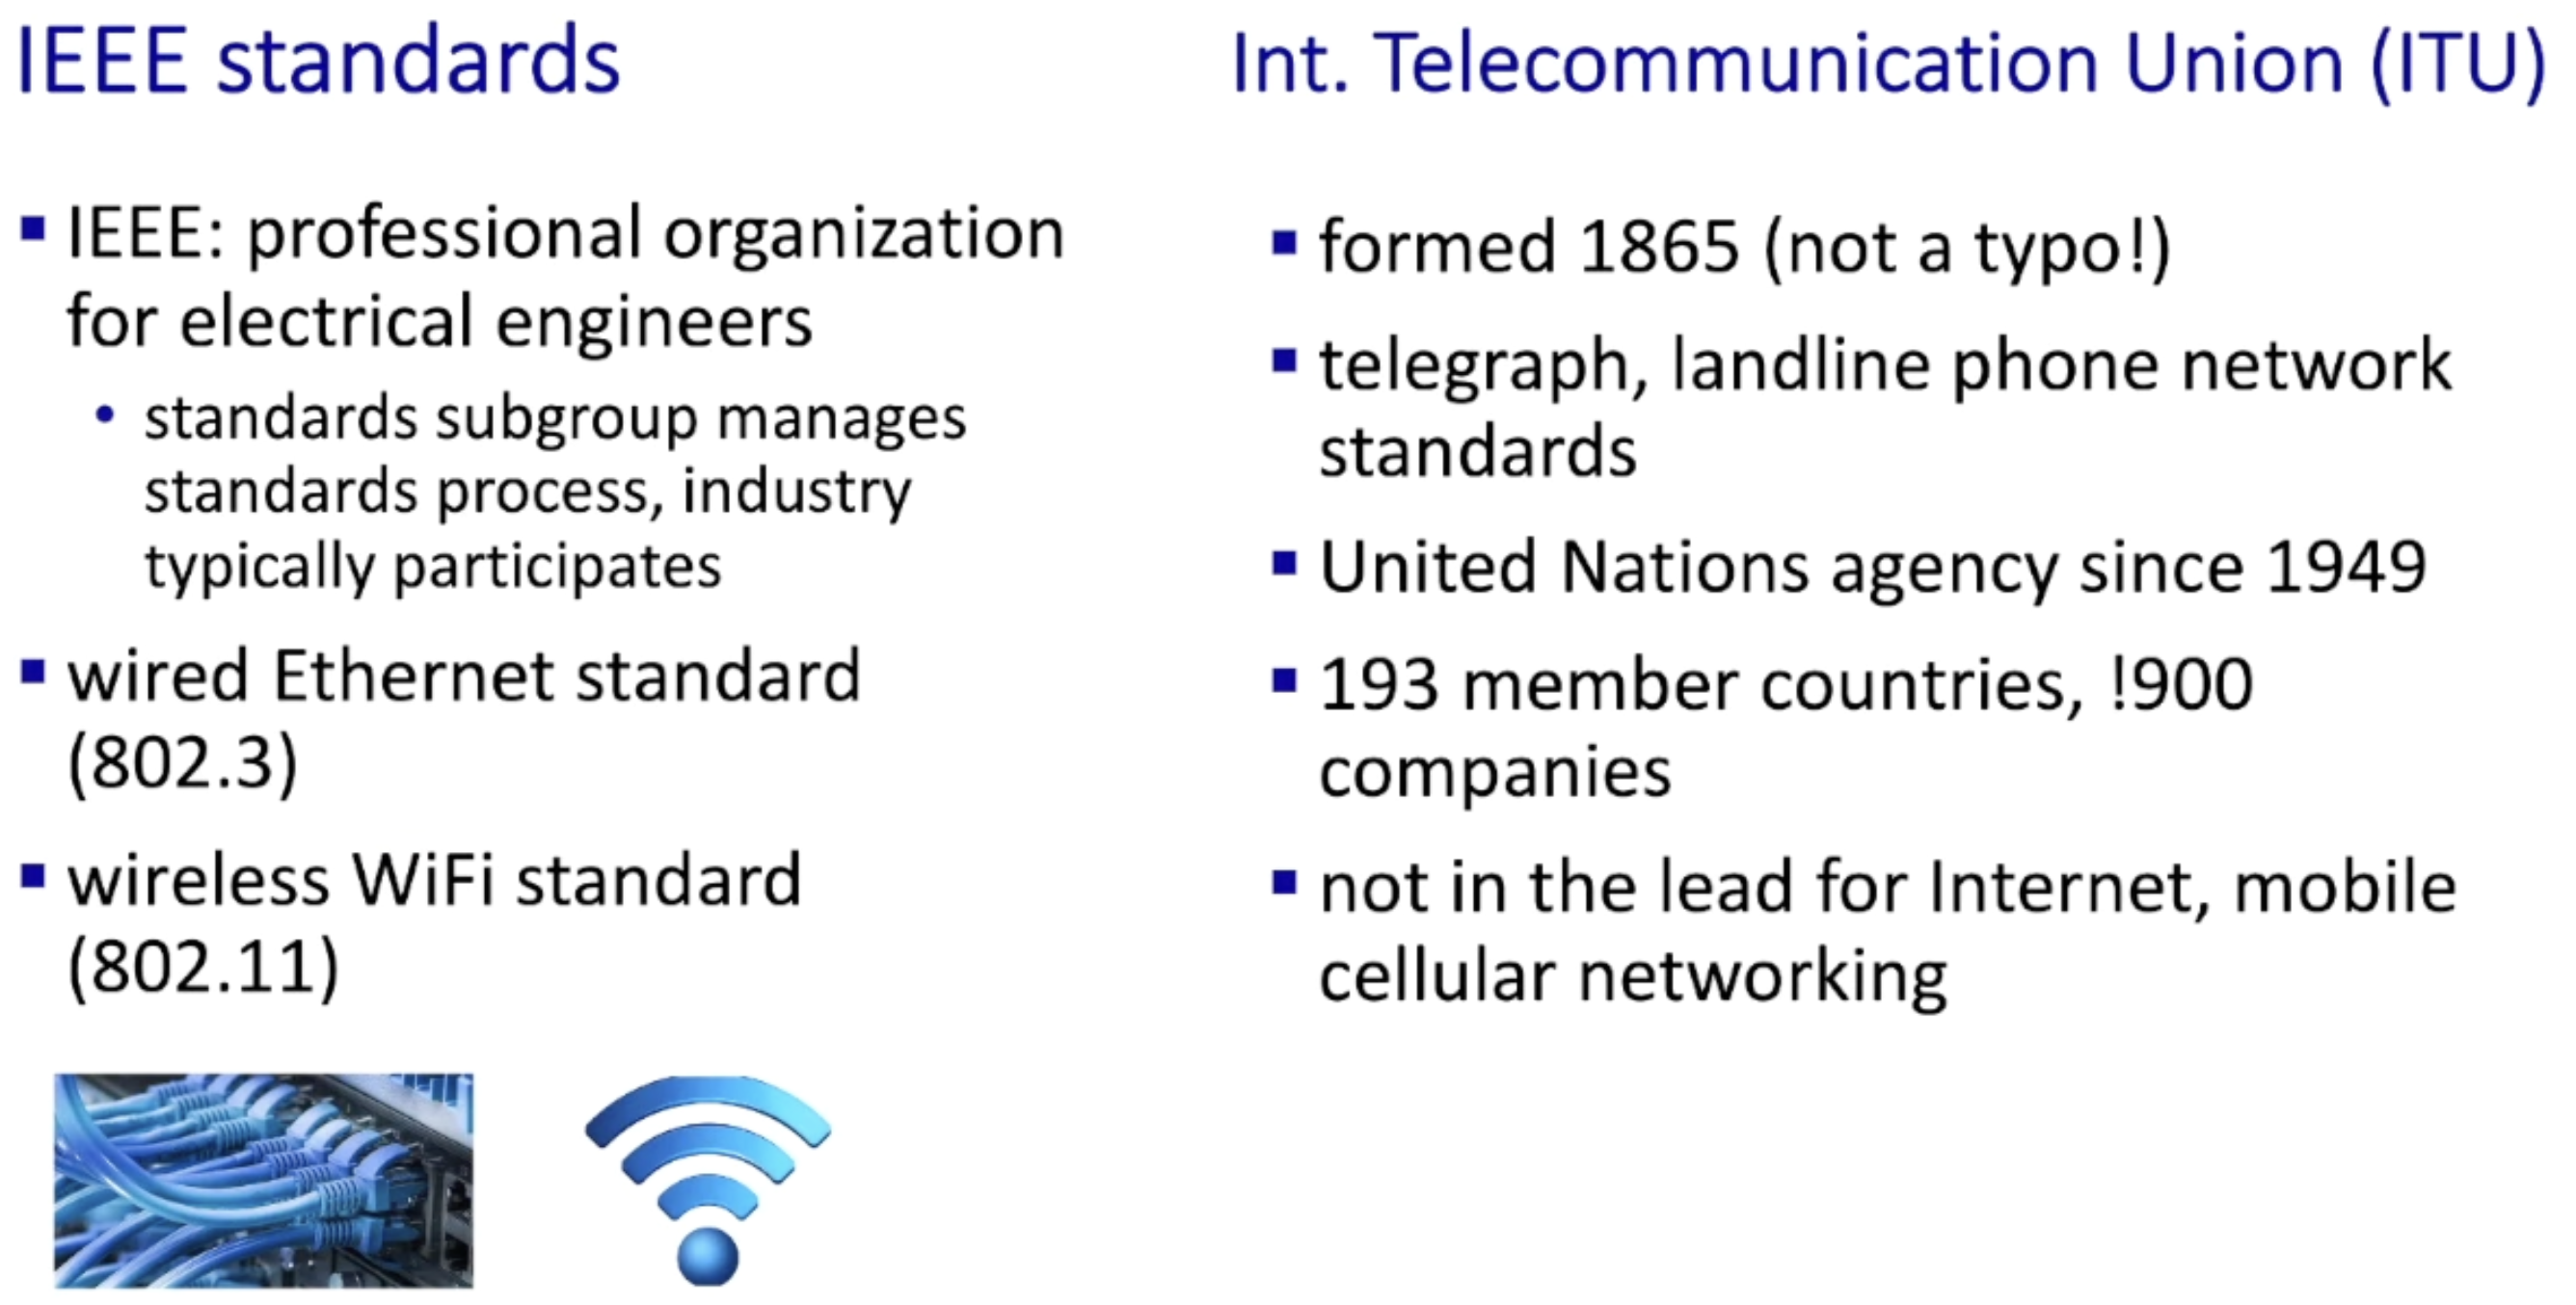 IEEE standards
▪ IEEE: professional organization
for electrical engineers
• standards subgroup manages
standards process, industry
typically participates
▪ wired Ethernet standard
(802.3)
▪ wireless WiFi standard
(802.11)
Int. Telecommunication Union (ITU)
▪ formed 1865 (not a typo!)
▪ telegraph, landline phone network
standards
▪ United Nations agency since 1949
▪ 193 member countries, !900
companies
▪ not in the lead for Internet, mobile
cellular networking